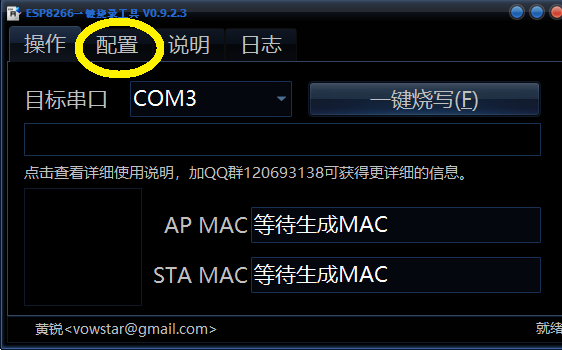 ESP8266一键烧录工具 V0.9.2.3
操作 配置 说明 日志
目标串口 COM3 一键烧写(F)
点击查看详细使用说明，加QQ群120693138可获得更详细的信息。
AP MAC 等待生成MAC
STA MAC 等待生成MAC
黄锐<vowstar@gmail.com> 就绪